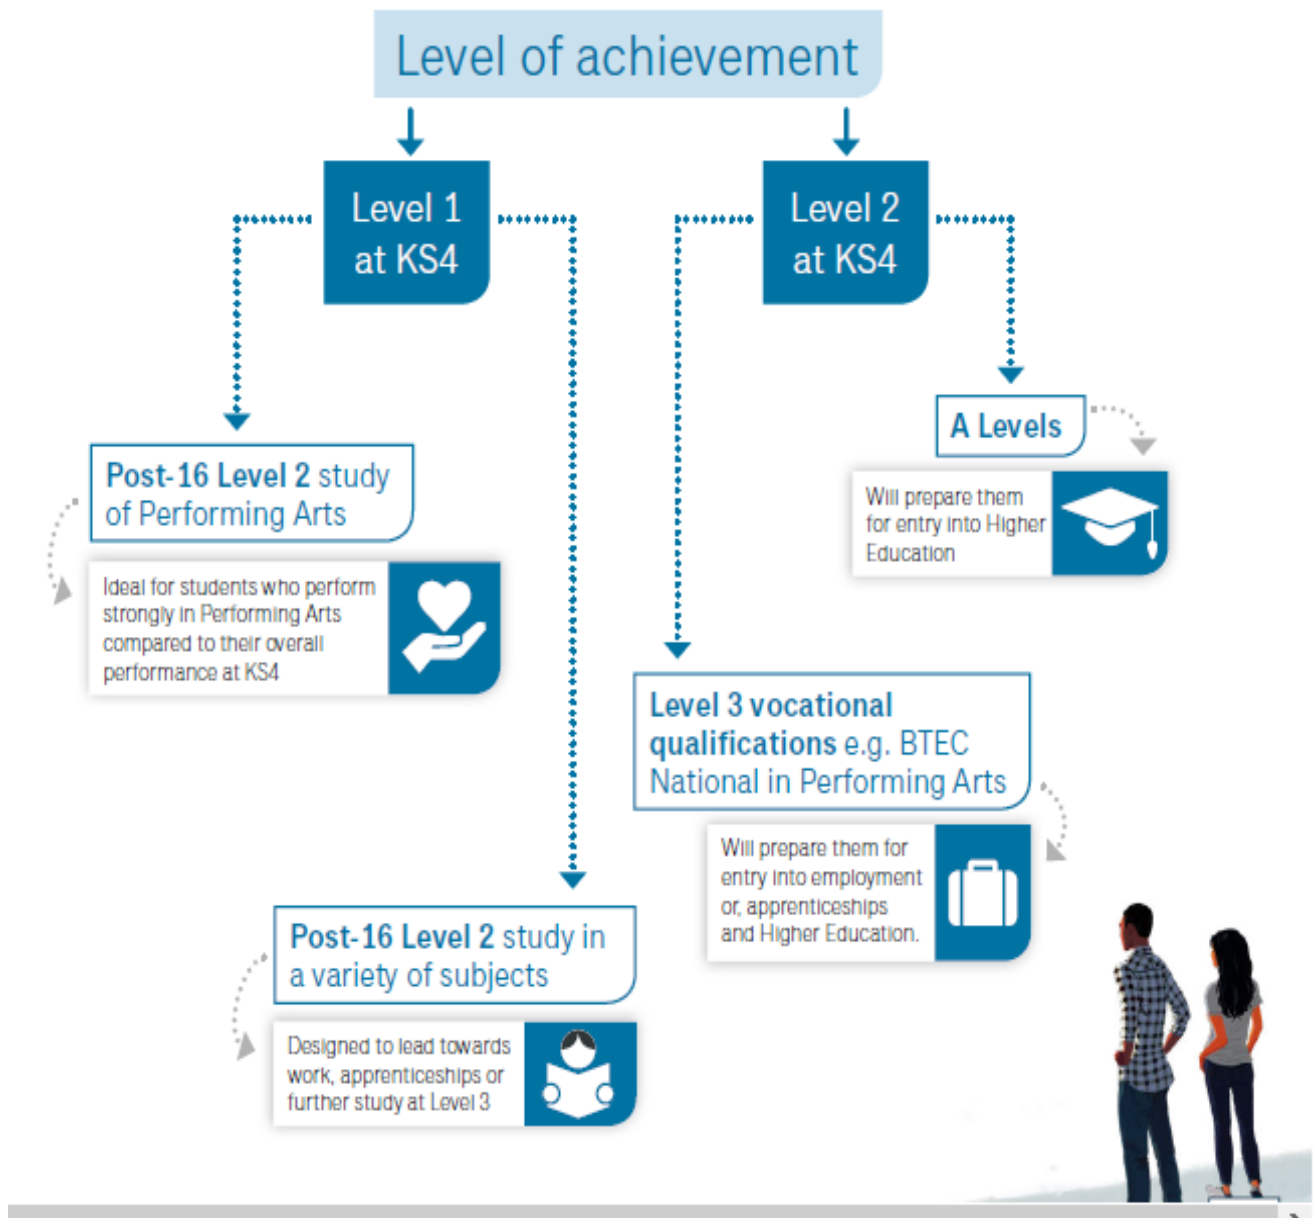 Level of achievement
Level 1
at KS4
Level 2
at KS4
A Levels
Will prepare them
for entry into Higher
Education
Post-16 Level 2 study
of Performing Arts
Ideal for students who perform
strongly in Performing Arts
compared to their overall
performance at KS4
Level 3 vocational
qualifications e.g. BTEC
National in Performing Arts
Will prepare them for
entry into employment
or, apprenticeships
and Higher Education.
Post-16 Level 2 study in
a variety of subjects
Designed to lead towards
work, apprenticeships or
further study at Level 3